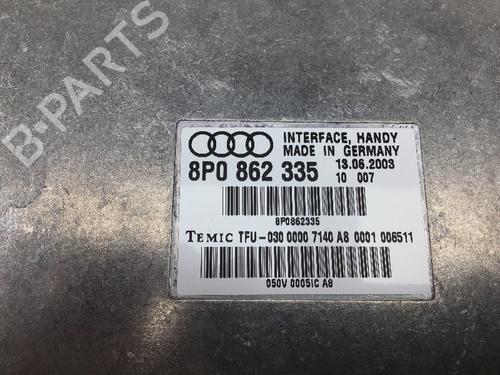 B-PARTS
INTERFACE, HANDY
MADE IN GERMANY
8P0 862 335
13.06.2003
10 007
8P0862335
TEMIC TFU-030 0000 7140 A8 0001 006511
050V 0005IC A8